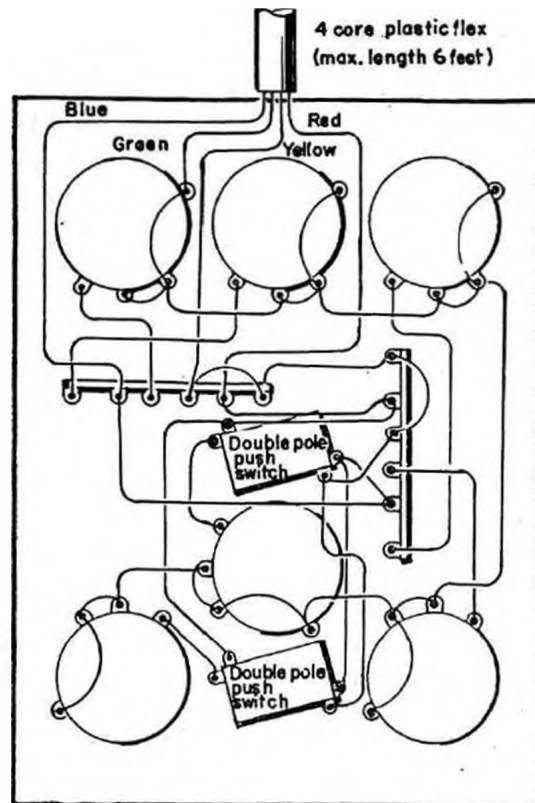 4 core plastic flex
(max. length 6 feet)
Blue
Red
Green
Yellow
Double pole
push
switch
Double pole
push
switch